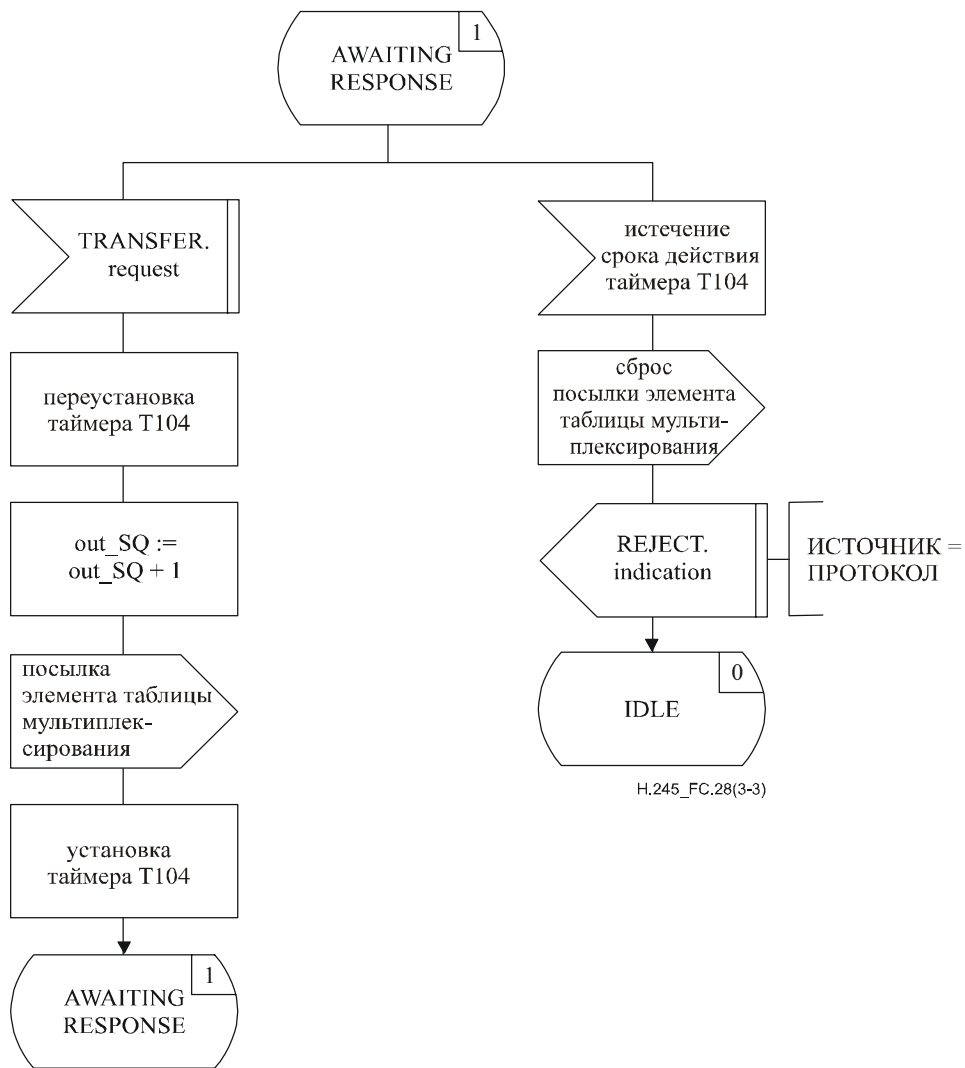 1
AWAITING
RESPONSE
TRANSFER.
request
переустановка
таймера T104
out_SQ :=
out_SQ + 1
посылка
элемента таблицы
мультиплек-
сирования
установка
таймера T104
1
AWAITING
RESPONSE
истечение
срока действия
таймера T104
сброс
посылки элемента
таблицы мульти-
плексирования
REJECT.
indication
ИСТОЧНИК =
ПРОТОКОЛ
0
IDLE
H.245_FC.28(3-3)